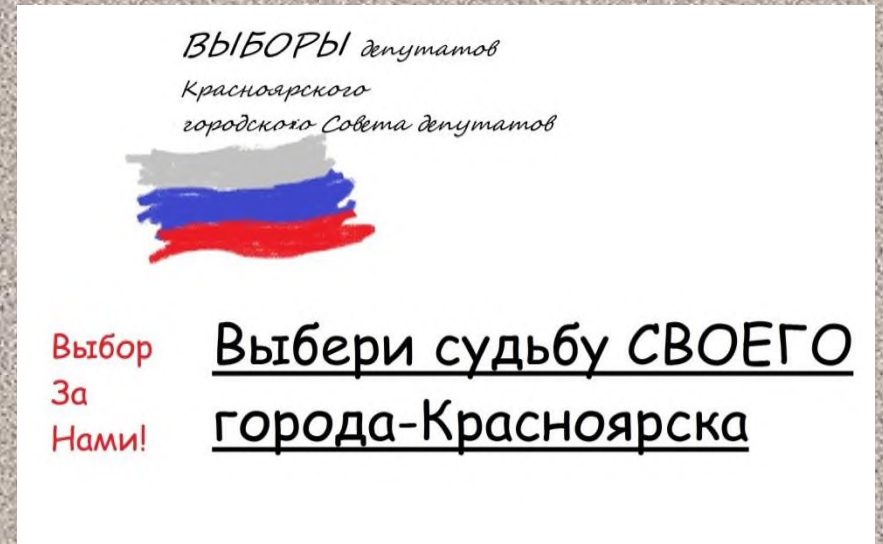 ВЫБОРЫ депутатов
Красноярского
городского Совета депутатов
Выбор
За
Нами!
Выбери судьбу СВОЕГО
города-Красноярска